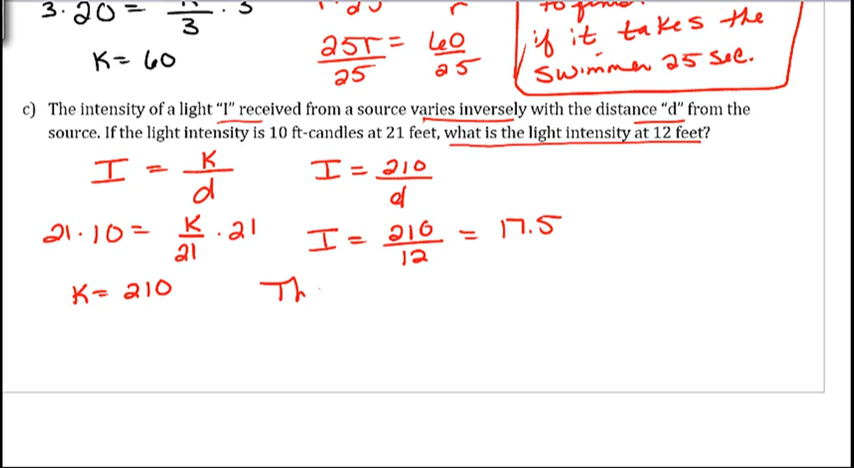 3 · 20 = K/3 · 3
K = 60
25r/25 = 60/25
if it takes the
swimmer 25 sec.
c) The intensity of a light "I" received from a source varies inversely with the distance "d" from the
source. If the light intensity is 10 ft-candles at 21 feet, what is the light intensity at 12 feet?
I = K/d
I = 210/d
21 · 10 = K/21 · 21
I = 210/12 = 17.5
K = 210
Th